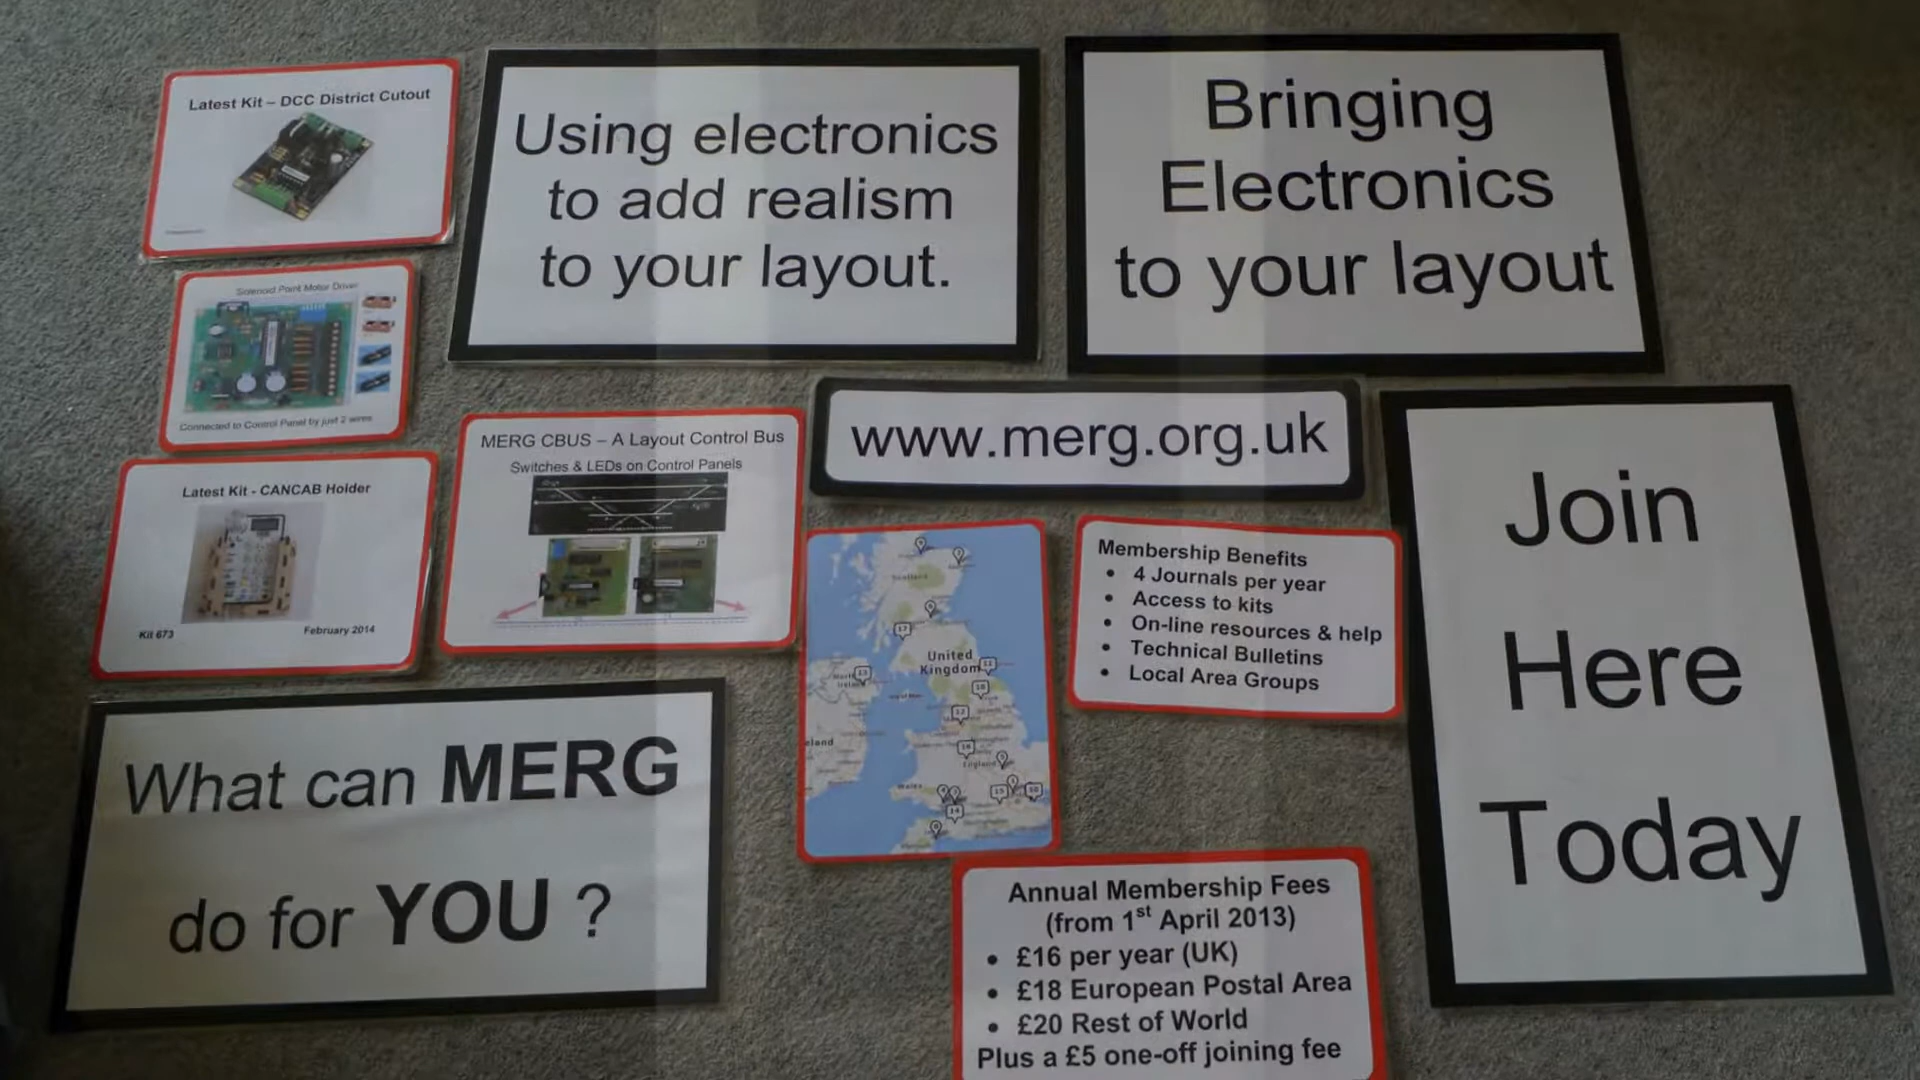 Latest Kit – DCC District Cutout
Using electronics
to add realism
to your layout.
Bringing
Electronics
to your layout
Solenoid Point Motor Driver
Connected to Control Panel by just 2 wires
www.merg.org.uk
MERG CBUS – A Layout Control Bus
Switches & LEDs on Control Panels
Latest Kit - CANCAB Holder
Kit 673
February 2014
Scotland
United
Kingdom
England
Wales
Membership Benefits
• 4 Journals per year
• Access to kits
• On-line resources & help
• Technical Bulletins
• Local Area Groups
Join
Here
Today
What can MERG
do for YOU ?
Annual Membership Fees
(from 1st April 2013)
• £16 per year (UK)
• £18 European Postal Area
• £20 Rest of World
Plus a £5 one-off joining fee